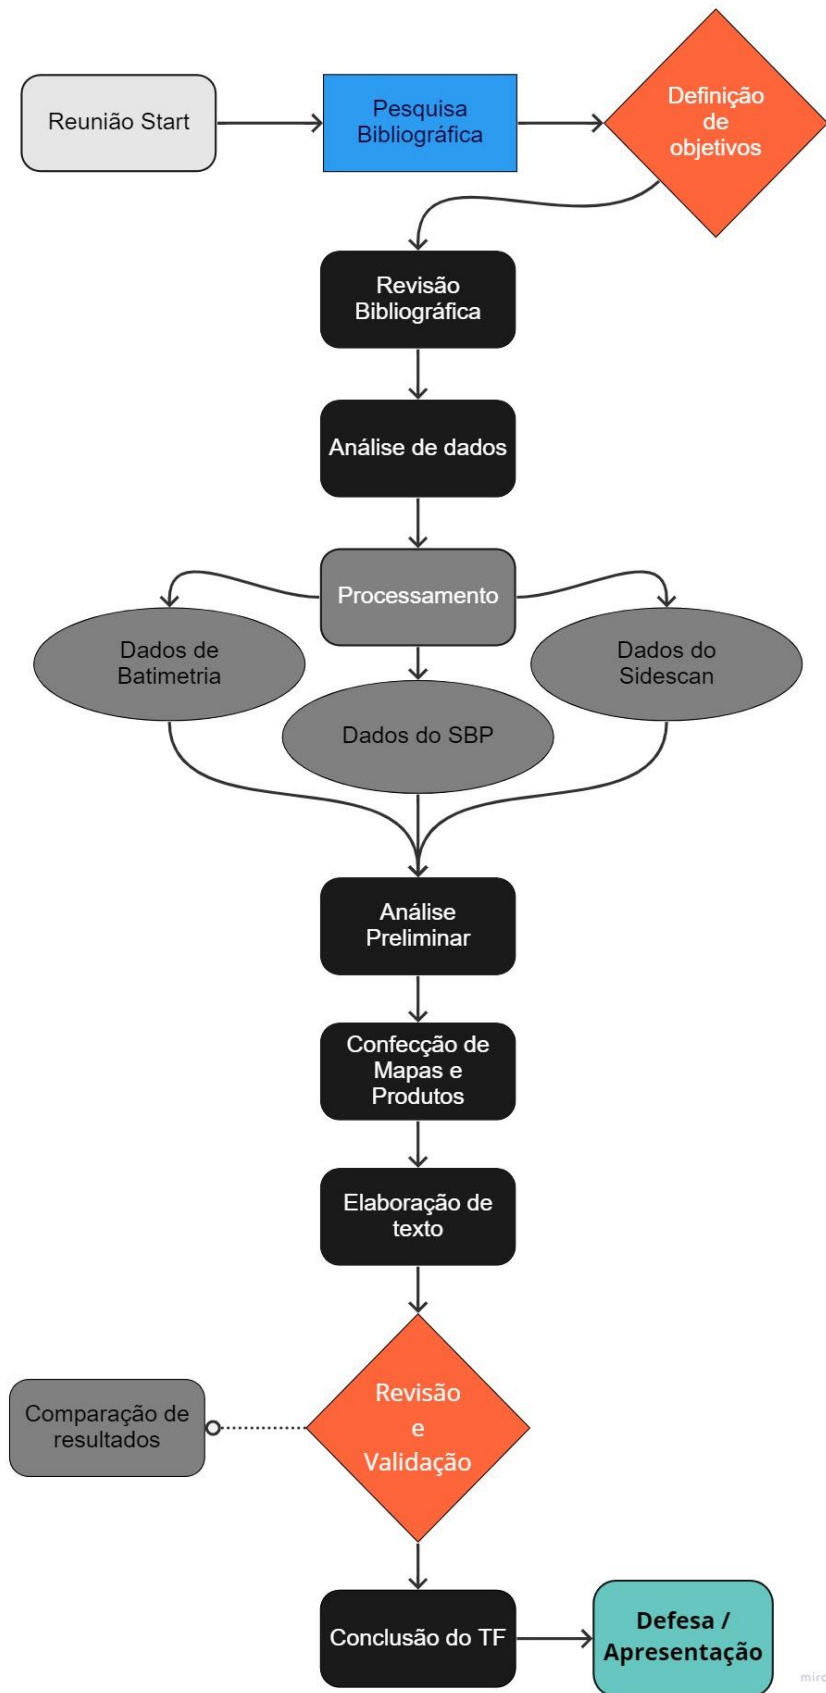 Reunião Start
Pesquisa
Bibliográfica
Definição
de
objetivos
Revisão
Bibliográfica
Análise de dados
Processamento
Dados de
Batimetria
Dados do SBP
Dados do
Sidescan
Análise
Preliminar
Confecção de
Mapas e
Produtos
Elaboração de
texto
Revisão
e
Validação
Comparação de
resultados
Conclusão do TF
Defesa /
Apresentação